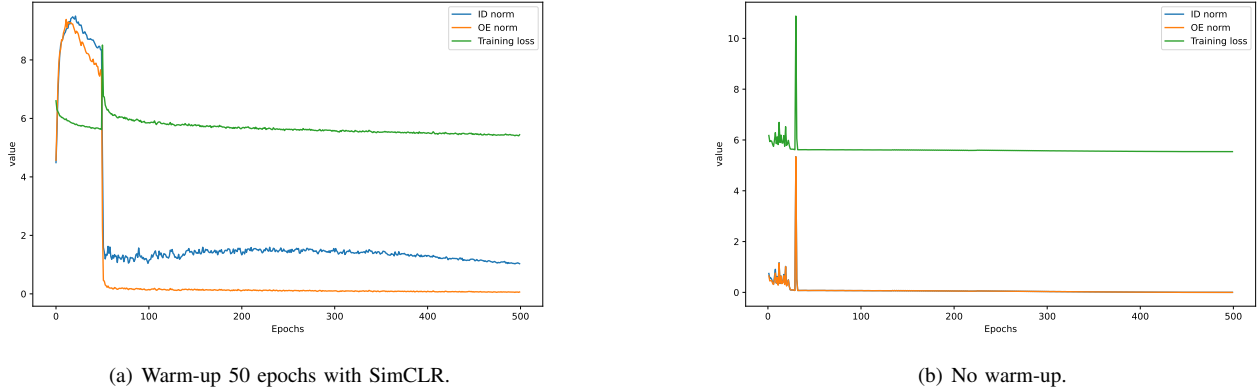 ID norm
OE norm
Training loss
8
6
4
2
0
value
0
100
200
300
400
500
Epochs
(a) Warm-up 50 epochs with SimCLR.
ID norm
OE norm
Training loss
10
8
6
4
2
0
value
0
100
200
300
400
500
Epochs
(b) No warm-up.